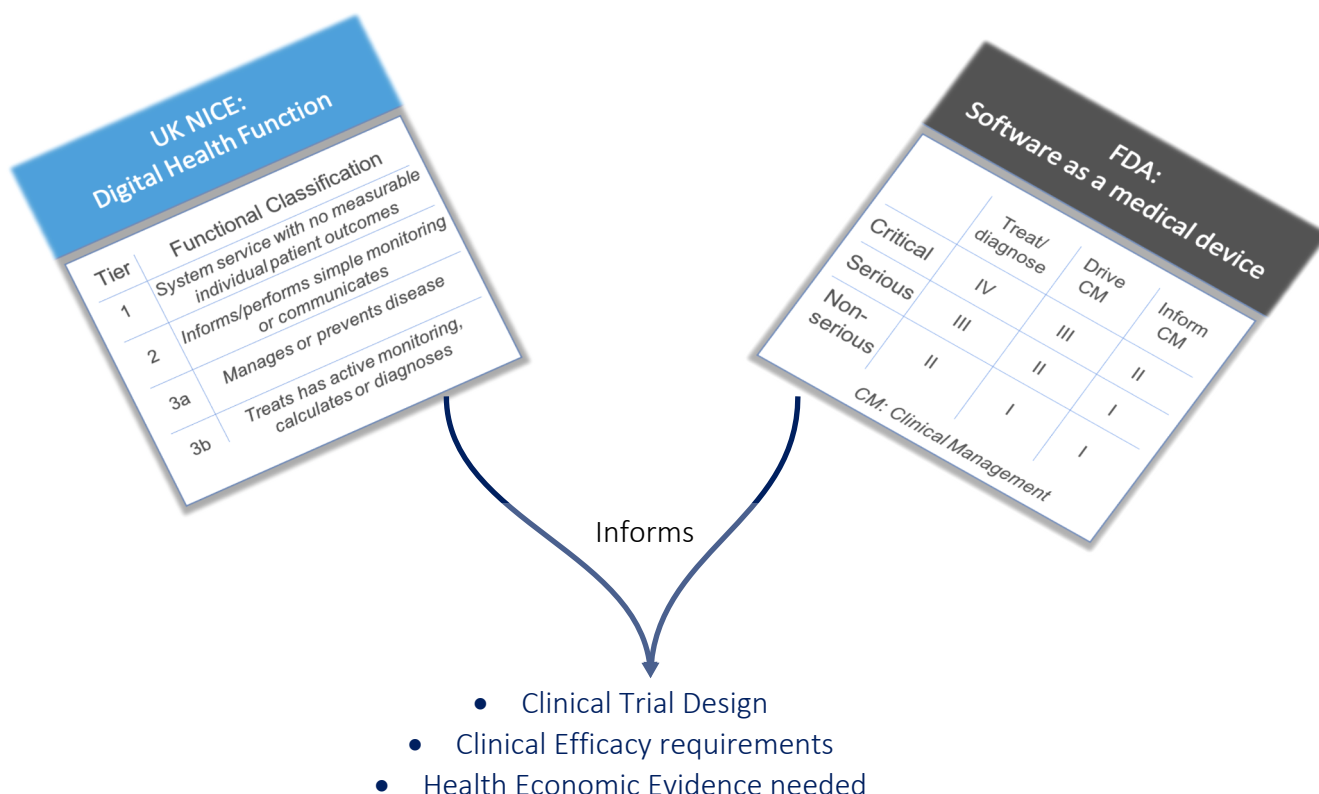 UK NICE:
Digital Health Function
Tier Functional Classification
1 System service with no measurable
individual patient outcomes
2 Informs/performs simple monitoring
or communicates
3a Manages or prevents disease
3b Treats has active monitoring,
calculates or diagnoses
FDA:
Software as a medical device
Treat/
diagnose
Drive
CM
Inform
CM
Critical IV III II
Serious III II I
Non-
serious II I I
CM: Clinical Management
Informs
• Clinical Trial Design
• Clinical Efficacy requirements
• Health Economic Evidence needed